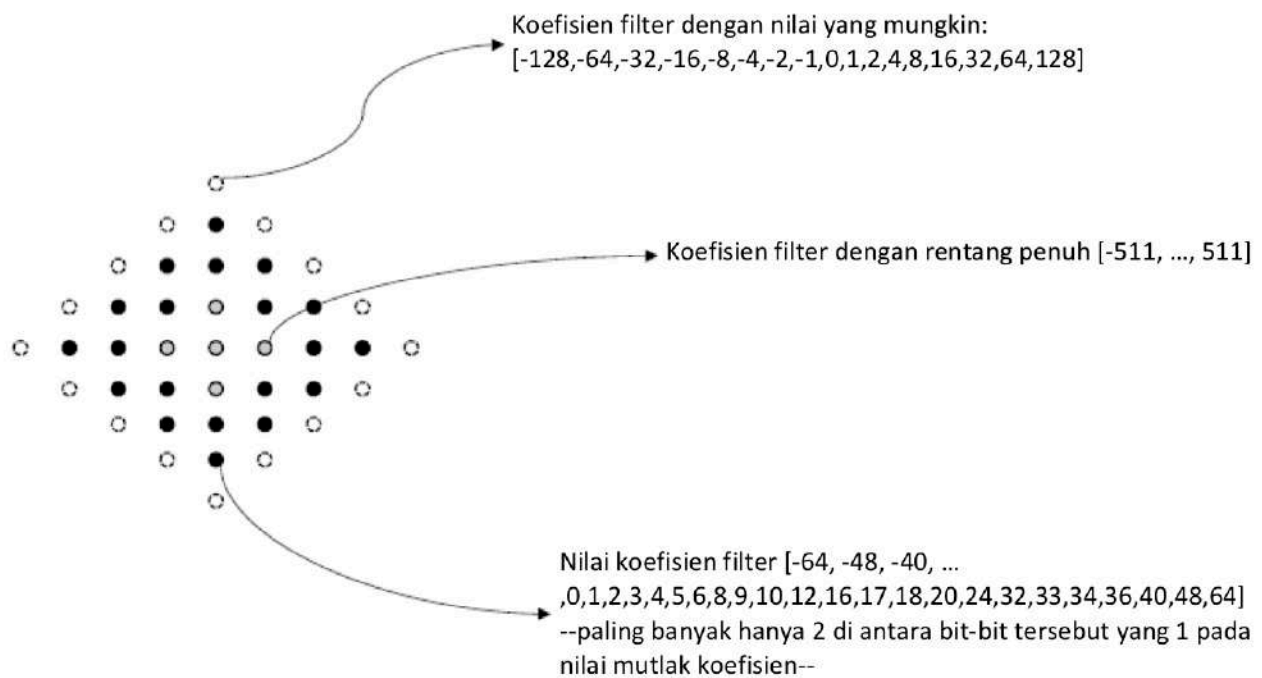 Koefisien filter dengan nilai yang mungkin:
[-128,-64,-32,-16,-8,-4,-2,-1,0,1,2,4,8,16,32,64,128]
Koefisien filter dengan rentang penuh [-511, ..., 511]
Nilai koefisien filter [-64, -48, -40, ...
,0,1,2,3,4,5,6,8,9,10,12,16,17,18,20,24,32,33,34,36,40,48,64]
--paling banyak hanya 2 di antara bit-bit tersebut yang 1 pada
nilai mutlak koefisien--